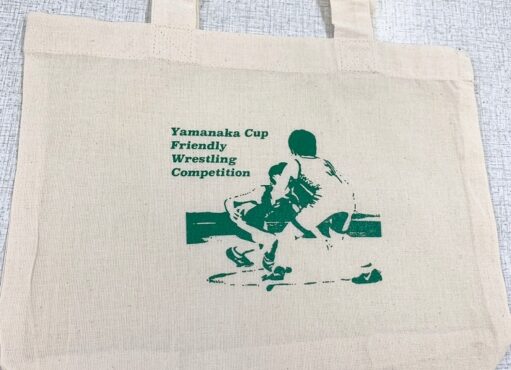 Yamanaka Cup
Friendly
Wrestling
Competition